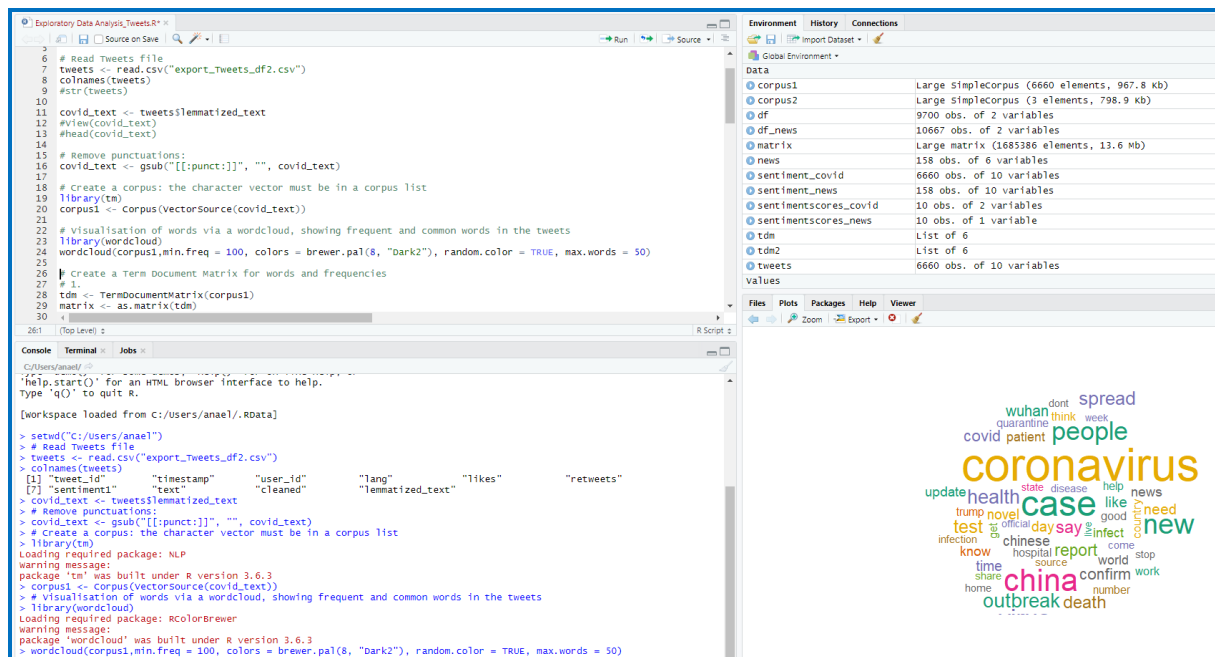 Exploratory Data Analysis_Tweets.R* ×
Source on Save
Run
Source
6 # Read Tweets file
7 tweets <- read.csv("export_Tweets_df2.csv")
8 colnames(tweets)
9 #str(tweets)
10
11 covid_text <- tweets$lemmatized_text
12 #View(covid_text)
13 #head(covid_text)
14
15 # Remove punctuations:
16 covid_text <- gsub("[[:punct:]]", "", covid_text)
17
18 # Create a corpus: the character vector must be in a corpus list
19 library(tm)
20 corpus1 <- Corpus(VectorSource(covid_text))
21
22 # Visualisation of words via a wordcloud, showing frequent and common words in the tweets
23 library(wordcloud)
24 wordcloud(corpus1,min.freq = 100, colors = brewer.pal(8, "Dark2"), random.color = TRUE, max.words = 50)
25
26 # Create a Term Document Matrix for words and frequencies
27 # 1.
28 tdm <- TermDocumentMatrix(corpus1)
29 matrix <- as.matrix(tdm)
30
26:1 (Top Level) R Script
Console Terminal × Jobs ×
C:/Users/anael/
'help.start()' for an HTML browser interface to help.
Type 'q()' to quit R.
[workspace loaded from C:/Users/anael/.RData]
> setwd("C:/Users/anael")
> # Read Tweets file
> tweets <- read.csv("export_Tweets_df2.csv")
> colnames(tweets)
[1] "tweet_id" "timestamp" "user_id" "lang" "likes" "retweets"
[7] "sentiment1" "text" "cleaned" "lemmatized_text"
> covid_text <- tweets$lemmatized_text
> # Remove punctuations:
> covid_text <- gsub("[[:punct:]]", "", covid_text)
> # Create a corpus: the character vector must be in a corpus list
> library(tm)
Loading required package: NLP
Warning message:
package 'tm' was built under R version 3.6.3
> corpus1 <- Corpus(VectorSource(covid_text))
> # Visualisation of words via a wordcloud, showing frequent and common words in the tweets
> library(wordcloud)
Loading required package: RColorBrewer
Warning message:
package 'wordcloud' was built under R version 3.6.3
> wordcloud(corpus1,min.freq = 100, colors = brewer.pal(8, "Dark2"), random.color = TRUE, max.words = 50)
Environment History Connections
Import Dataset
Global Environment
Data
corpus1 Large SimpleCorpus (6660 elements, 967.8 Kb)
corpus2 Large SimpleCorpus (3 elements, 798.9 Kb)
df 9700 obs. of 2 variables
df_news 10667 obs. of 2 variables
matrix Large matrix (1685386 elements, 13.6 Mb)
news 158 obs. of 6 variables
sentiment_covid 6660 obs. of 10 variables
sentiment_news 158 obs. of 10 variables
sentimentscores_covid 10 obs. of 2 variables
sentimentscores_news 10 obs. of 1 variable
tdm List of 6
tdm2 List of 6
tweets 6660 obs. of 10 variables
Values
Files Plots Packages Help Viewer
Zoom Export
dont spread
wuhan think week
quarantine
covid patient people
coronavirus
state disease help
update health case like news
trump novel good country need
test get official day say live infect new
infection chinese come
know hospital report world stop
time source
share china confirm work
home number
outbreak death